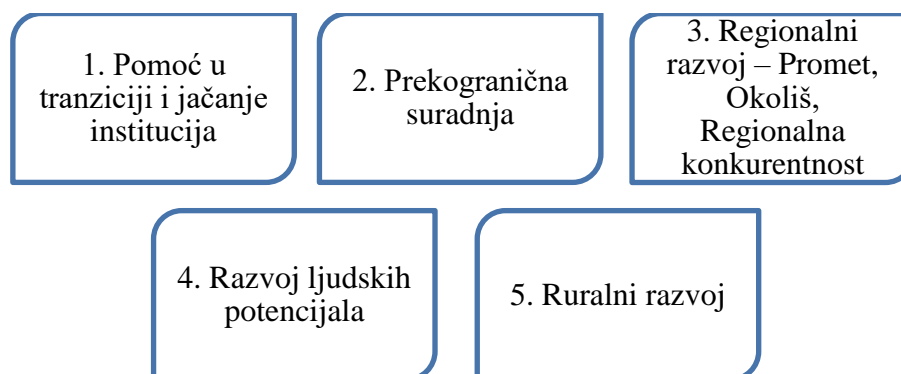 1. Pomoć u
tranziciji i jačanje
institucija
2. Prekogranična
suradnja
3. Regionalni
razvoj – Promet,
Okoliš,
Regionalna
konkurentnost
4. Razvoj ljudskih
potencijala
5. Ruralni razvoj